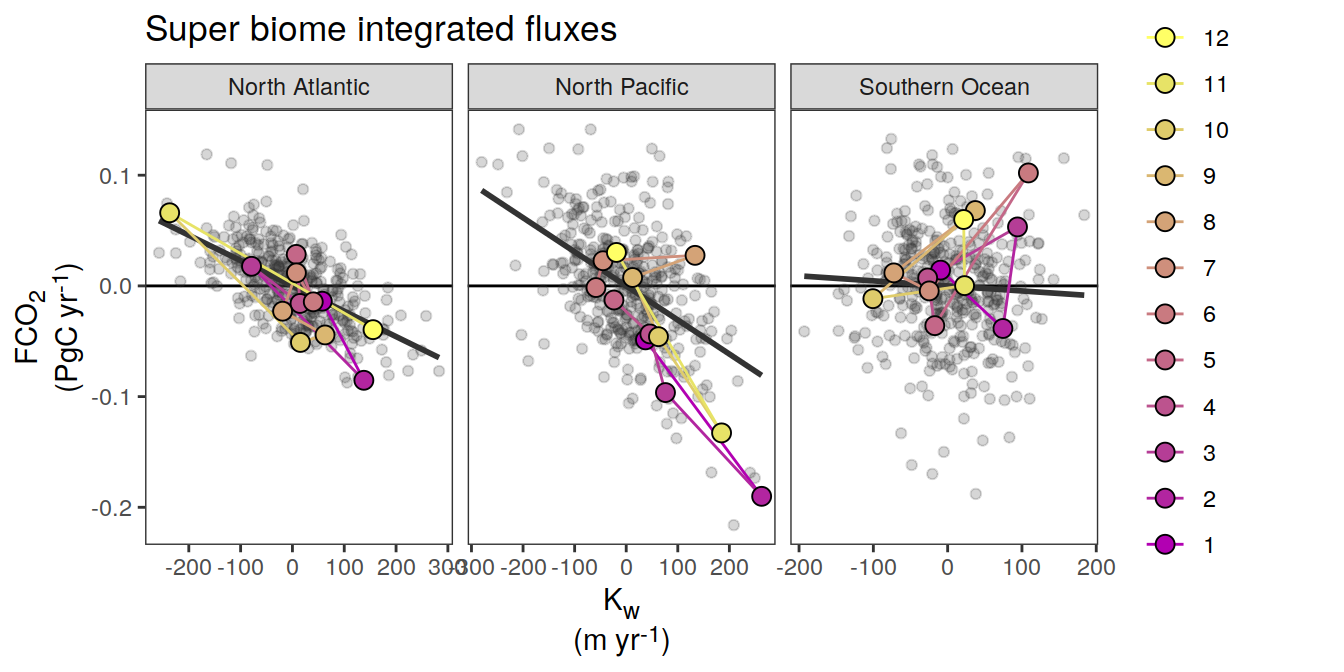 Super biome integrated fluxes
North Atlantic
North Pacific
Southern Ocean
FCO2
(PgC yr-1)
0.1
0.0
-0.1
-0.2
-200 -100 0 100 200 300
-300 -200 -100 0 100 200
-200 -100 0 100 200
Kw
(m yr-1)
12
11
10
9
8
7
6
5
4
3
2
1